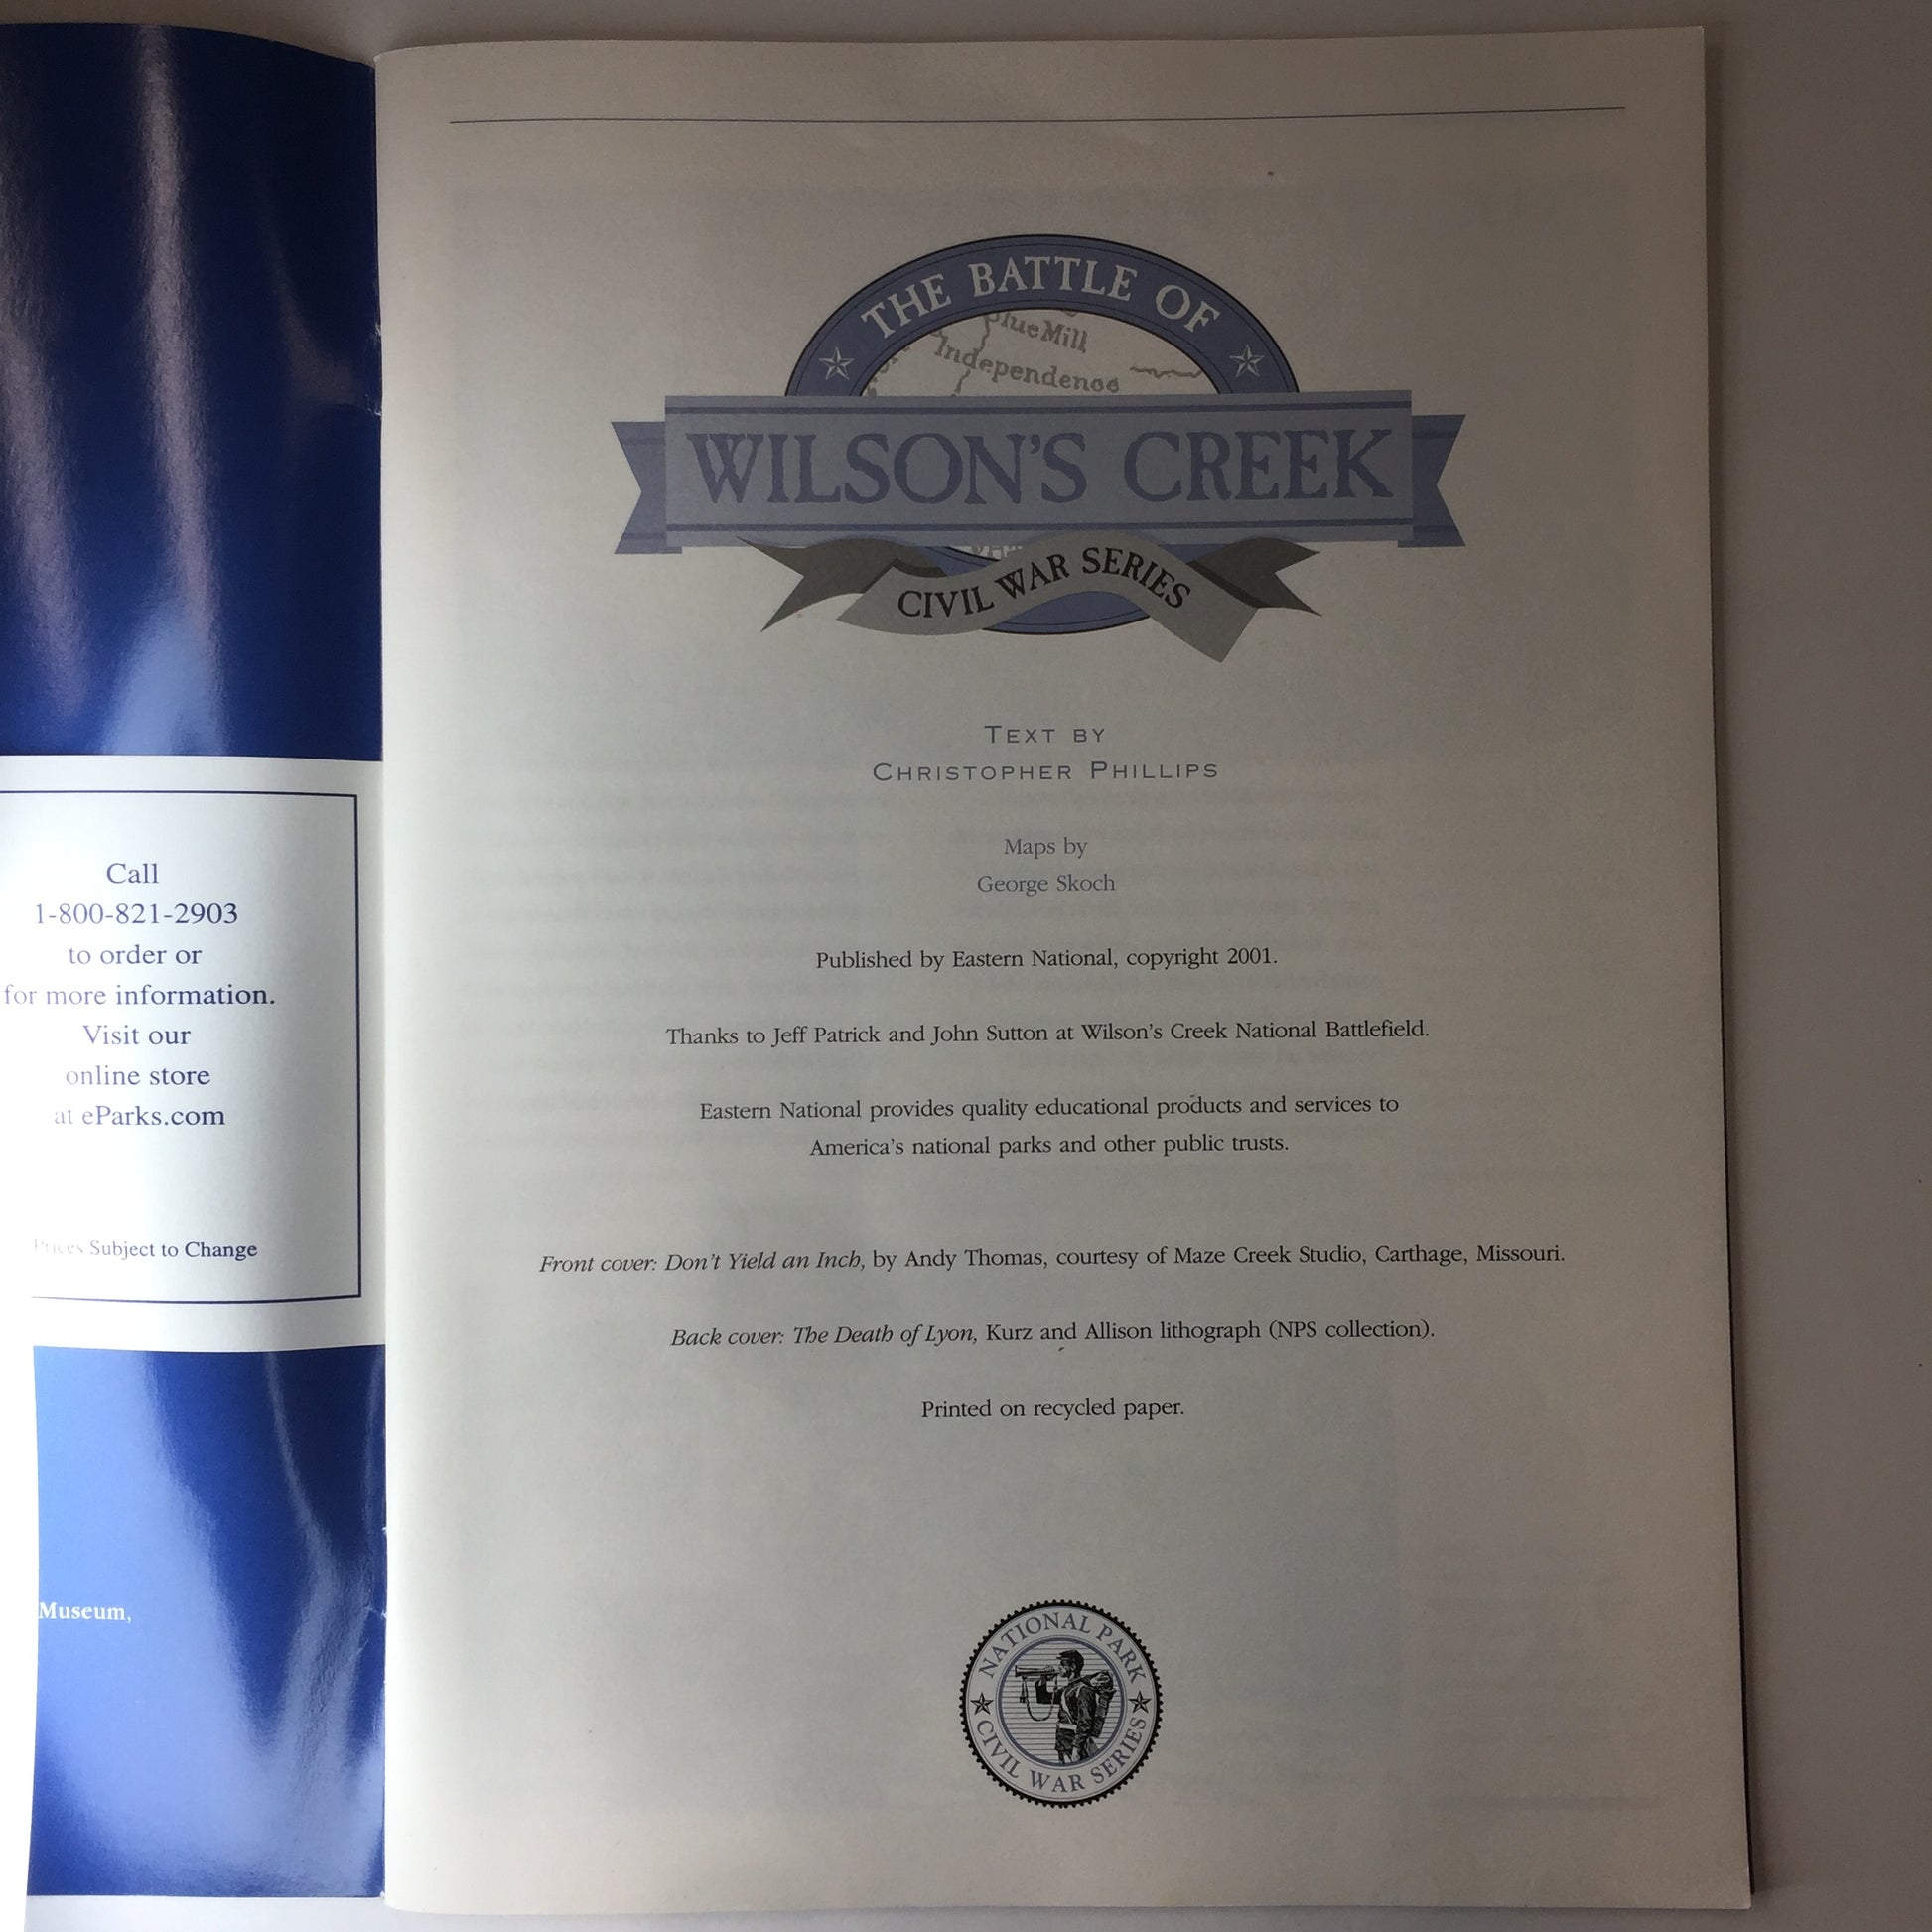 Call
1-800-821-2903
to order or
for more information.
Visit our
online store
at eParks.com
Prices Subject to Change
Museum,
THE BATTLE OF
Blue Mill
Independence
WILSON'S CREEK
CIVIL WAR SERIES
TEXT BY
CHRISTOPHER PHILLIPS
Maps by
George Skoch
Published by Eastern National, copyright 2001.
Thanks to Jeff Patrick and John Sutton at Wilson's Creek National Battlefield.
Eastern National provides quality educational products and services to
America's national parks and other public trusts.
Front cover: Don't Yield an Inch, by Andy Thomas, courtesy of Maze Creek Studio, Carthage, Missouri.
Back cover: The Death of Lyon, Kurz and Allison lithograph (NPS collection).
Printed on recycled paper.
NATIONAL PARK
CIVIL WAR SERIES